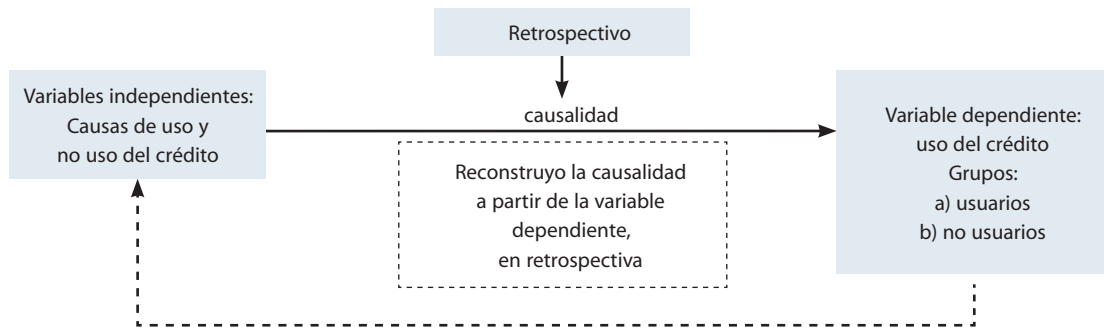 Retrospectivo
Variables independientes:
Causas de uso y
no uso del crédito
causalidad
Reconstruyo la causalidad
a partir de la variable
dependiente,
en retrospectiva
Variable dependiente:
uso del crédito
Grupos:
a) usuarios
b) no usuarios